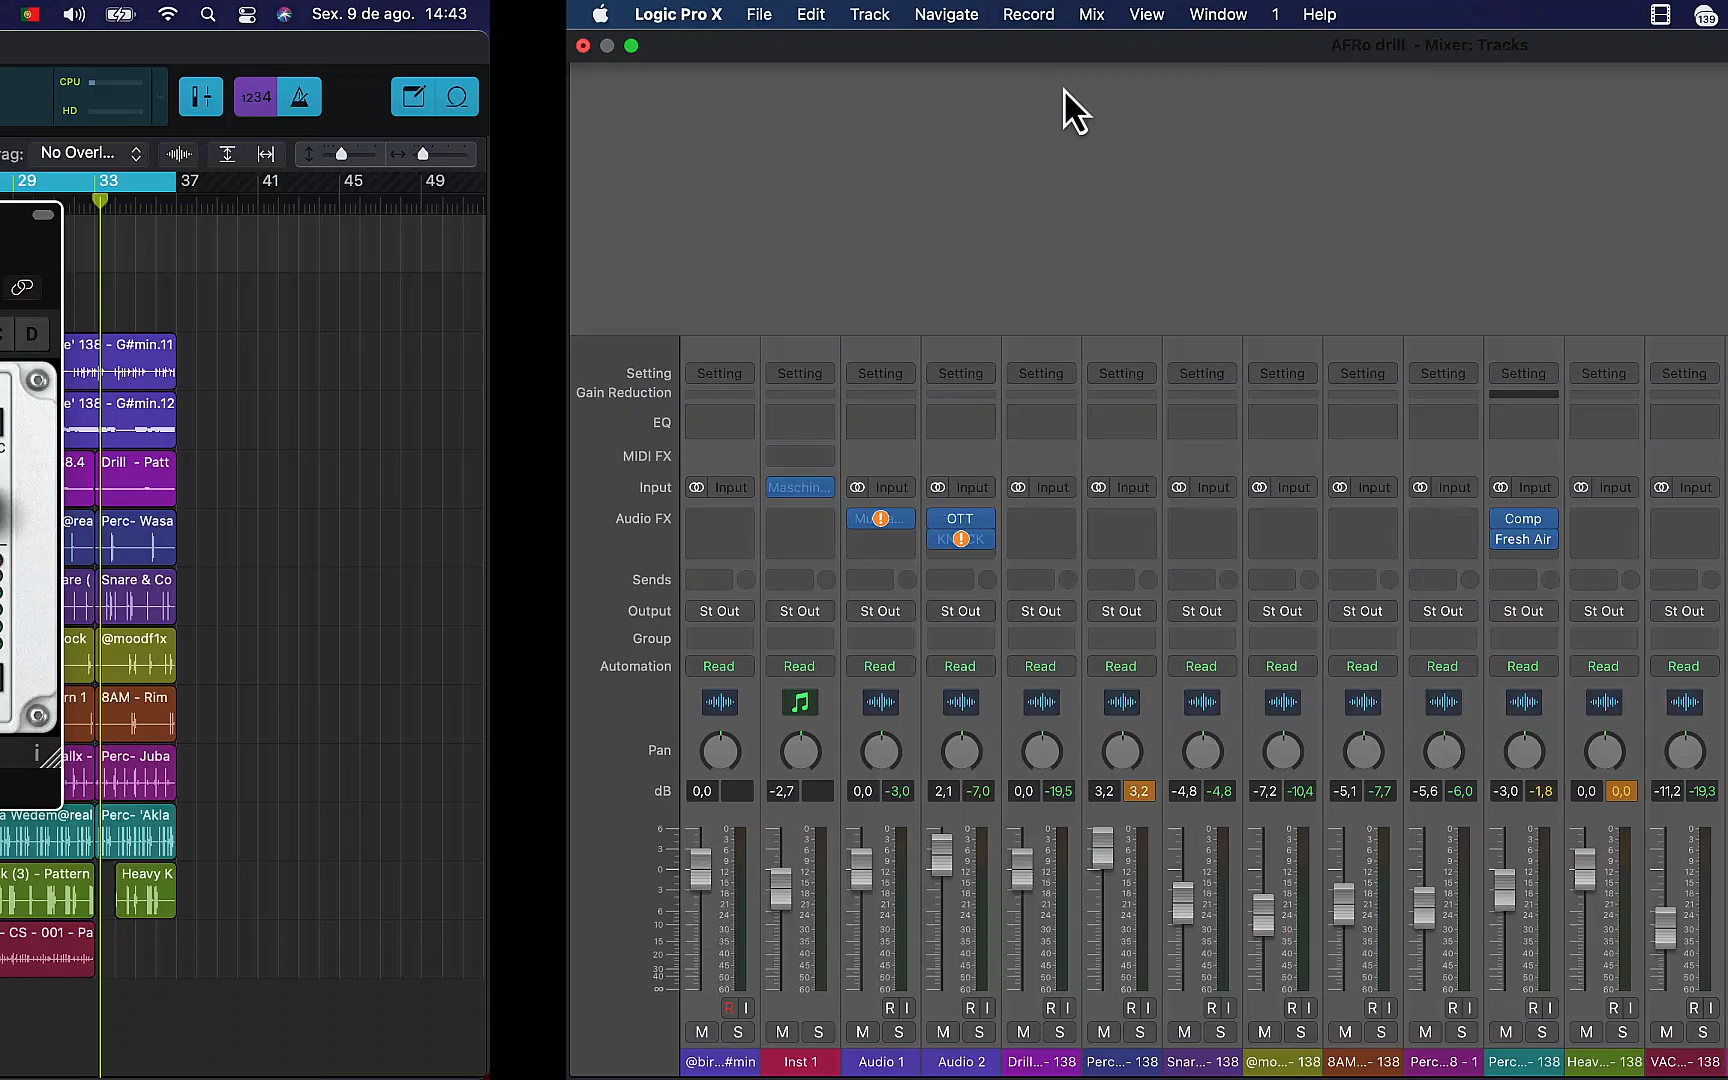 Sex. 9 de ago. 14:43
Logic Pro X File Edit Track Navigate Record Mix View Window 1 Help
139
AFRo drill - Mixer: Tracks
CPU
HD
1234
rag: No Overl...
29 33 37 41 45 49
D
e' 138 - G#min.11
e' 138 - G#min.12
8.4 Drill - Patt
@rea Perc- Wasa
are ( Snare & Co
ock @moodf1x
rn 1 8AM - Rim
allx - Perc- Juba
a Wedem@real Perc- 'Akla
k (3) - Pattern Heavy K
- CS - 001 - Pa
Setting Setting Setting Setting Setting Setting Setting Setting Setting Setting Setting Setting Setting Setting
Gain Reduction
EQ
MIDI FX
Input Input Maschin... Input Input Input Input Input Input Input Input Input Input Input
Audio FX OTT Comp
Fresh Air
Sends
Output St Out St Out St Out St Out St Out St Out St Out St Out St Out St Out St Out St Out St Out
Group
Automation Read Read Read Read Read Read Read Read Read Read Read Read Read
Pan
dB 0,0 -2,7 0,0 -3,0 2,1 -7,0 0,0 -19,5 3,2 3,2 -4,8 -4,8 -7,2 -10,4 -5,1 -7,7 -5,6 -6,0 -3,0 -1,8 0,0 0,0 -11,2 -19,3
R I R I R I R I R I R I R I R I R I R I R I R I
M S M S M S M S M S M S M S M S M S M S M S M S M S
@bir...#min Inst 1 Audio 1 Audio 2 Drill...- 138 Perc...- 138 Snar...- 138 @mo...- 138 8AM...- 138 Perc...8 - 1 Perc...- 138 Heav...- 138 VAC...- 138